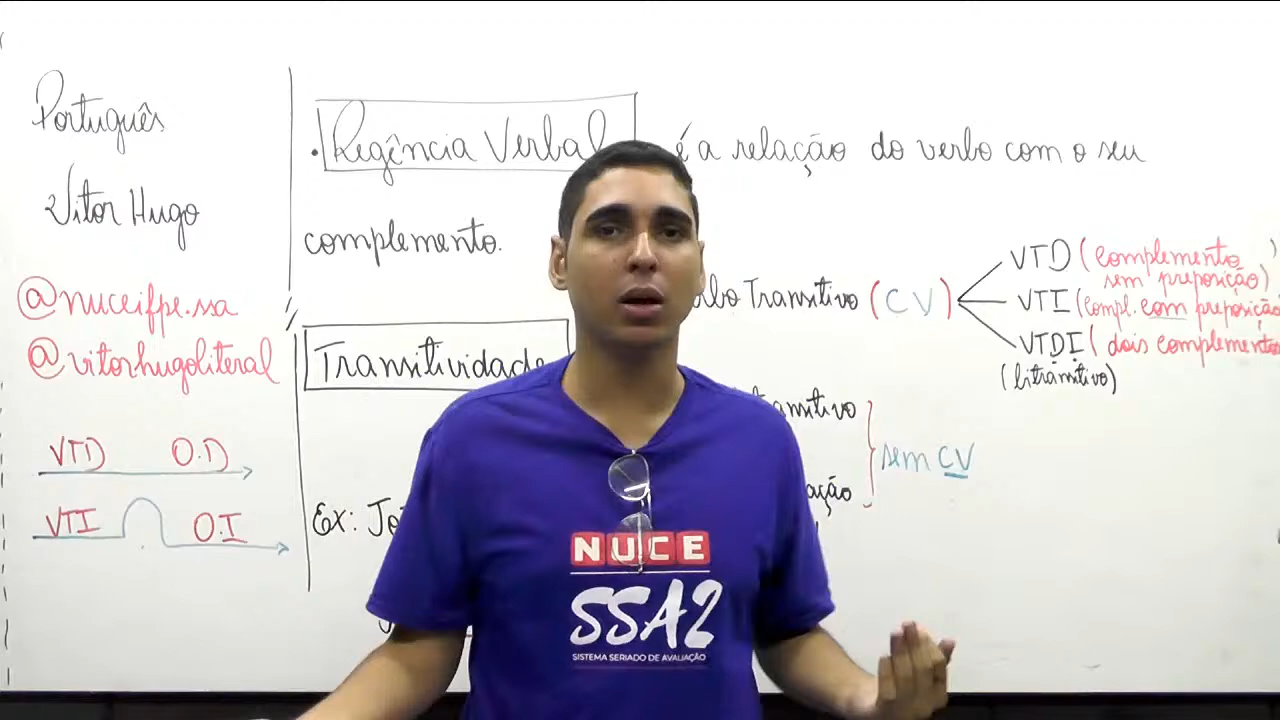 Português
Vitor Hugo
@nuceifpe.ssa
@vitorhugoliteral
VTD O.D
VTI O.I
• Regência Verbal é a relação do verbo com o seu
complemento.
Transitividade
Transitivo (CV)
VTD (complemento
sem preposição)
VTI (compl. com preposição
VTDI (dois complementos
(bitransitivo)
sem CV
Ex:
NUCE
SSA2
SISTEMA SERIADO DE AVALIAÇÃO